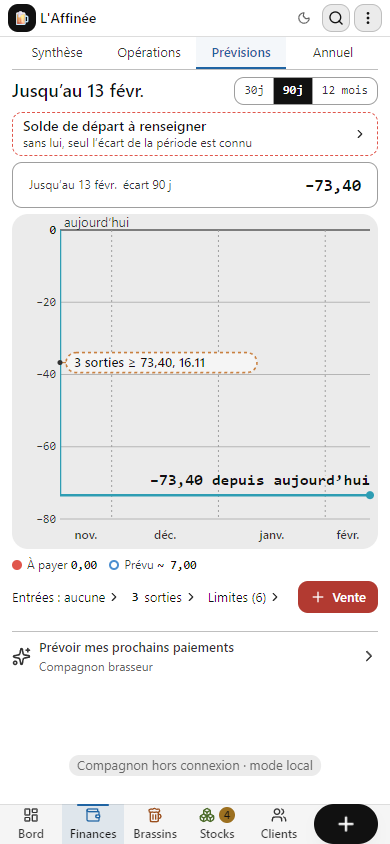 L'Affinée
Synthèse Opérations Prévisions Annuel
Jusqu'au 13 févr. 30j 90j 12 mois
Solde de départ à renseigner
sans lui, seul l'écart de la période est connu
Jusqu'au 13 févr. écart 90 j −73,40
aujourd'hui
0
−20
3 sorties ≥ 73,40, 16.11
−40
−60
−73,40 depuis aujourd'hui
−80
nov. déc. janv. févr.
À payer 0,00 Prévu ~ 7,00
Entrées : aucune 3 sorties Limites (6) + Vente
Prévoir mes prochains paiements
Compagnon brasseur
Compagnon hors connexion · mode local
4
Bord Finances Brassins Stocks Clients